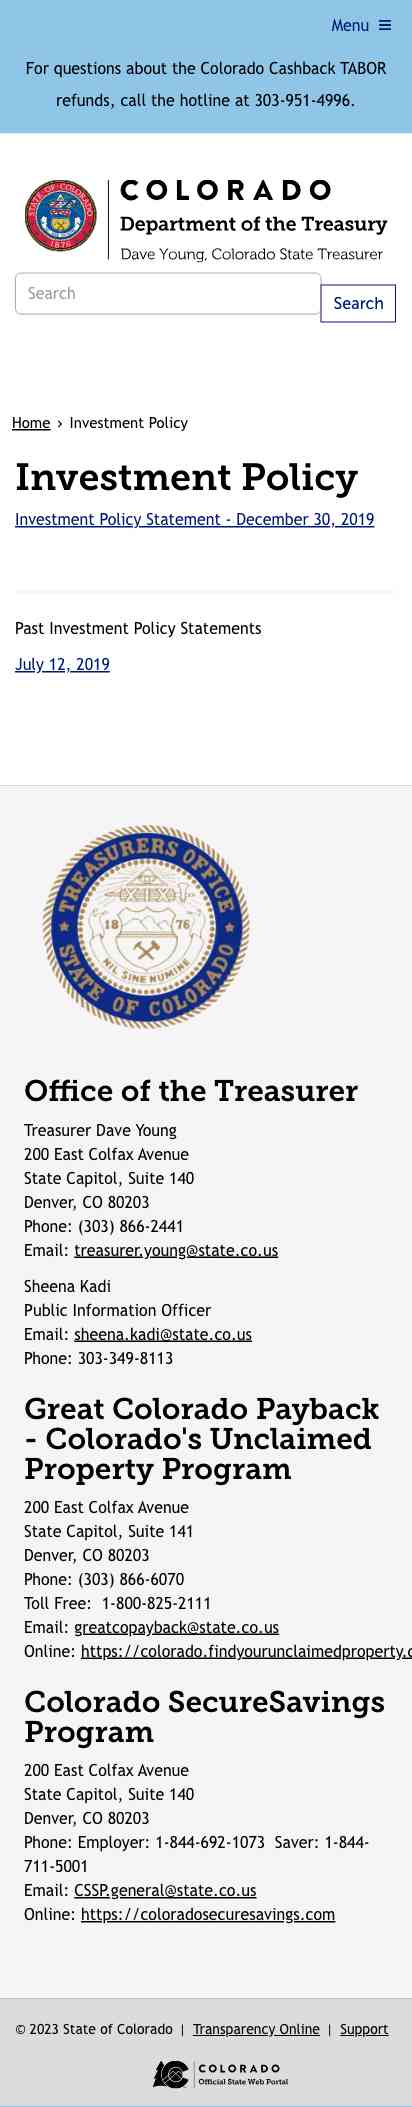 Menu
For questions about the Colorado Cashback TABOR
refunds, call the hotline at 303-951-4996.
STATE OF COLORADO
1876
COLORADO
Department of the Treasury
Dave Young, Colorado State Treasurer
Search
Search
Home › Investment Policy
Investment Policy
Investment Policy Statement - December 30, 2019
Past Investment Policy Statements
July 12, 2019
TREASURERS OFFICE
18 76
NIL SINE NUMINE
STATE OF COLORADO
Office of the Treasurer
Treasurer Dave Young
200 East Colfax Avenue
State Capitol, Suite 140
Denver, CO 80203
Phone: (303) 866-2441
Email: treasurer.young@state.co.us
Sheena Kadi
Public Information Officer
Email: sheena.kadi@state.co.us
Phone: 303-349-8113
Great Colorado Payback
- Colorado's Unclaimed
Property Program
200 East Colfax Avenue
State Capitol, Suite 141
Denver, CO 80203
Phone: (303) 866-6070
Toll Free:  1-800-825-2111
Email: greatcopayback@state.co.us
Online: https://colorado.findyourunclaimedproperty.
Colorado SecureSavings
Program
200 East Colfax Avenue
State Capitol, Suite 140
Denver, CO 80203
Phone: Employer: 1-844-692-1073  Saver: 1-844-
711-5001
Email: CSSP.general@state.co.us
Online: https://coloradosecuresavings.com
© 2023 State of Colorado | Transparency Online | Support
COLORADO
Official State Web Portal